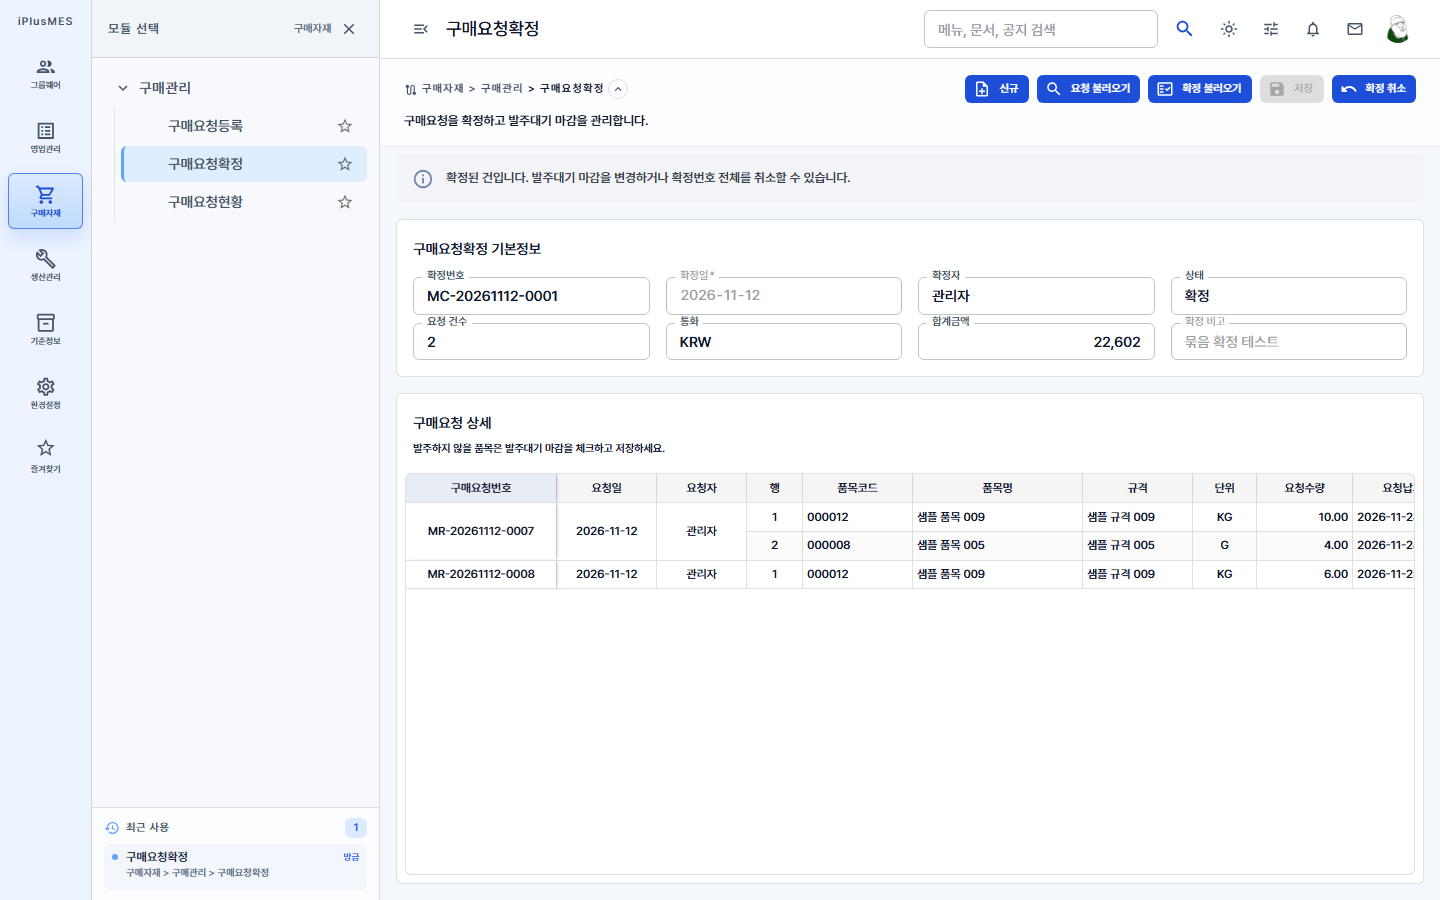 iPlusMES
그룹웨어
영업관리
구매자재
생산관리
기준정보
환경설정
즐겨찾기
모듈 선택
구매자재
구매관리
구매요청등록
구매요청확정
구매요청현황
최근 사용
1
구매요청확정
방금
구매자재 > 구매관리 > 구매요청확정
구매요청확정
메뉴, 문서, 공지 검색
구매자재 > 구매관리 > 구매요청확정
신규
요청 불러오기
확정 불러오기
저장
확정 취소
구매요청을 확정하고 발주대기 마감을 관리합니다.
확정된 건입니다. 발주대기 마감을 변경하거나 확정번호 전체를 취소할 수 있습니다.
구매요청확정 기본정보
확정번호 확정일* 확정자 상태
MC-20261112-0001 2026-11-12 관리자 확정
요청 건수 통화 합계금액 확정 비고
2 KRW 22,602 묶음 확정 테스트
구매요청 상세
발주하지 않을 품목은 발주대기 마감을 체크하고 저장하세요.
구매요청번호 요청일 요청자 행 품목코드 품목명 규격 단위 요청수량 요청납
MR-20261112-0007 2026-11-12 관리자 1 000012 샘플 품목 009 샘플 규격 009 KG 10.00 2026-11-2
2 000008 샘플 품목 005 샘플 규격 005 G 4.00 2026-11-2
MR-20261112-0008 2026-11-12 관리자 1 000012 샘플 품목 009 샘플 규격 009 KG 6.00 2026-11-2